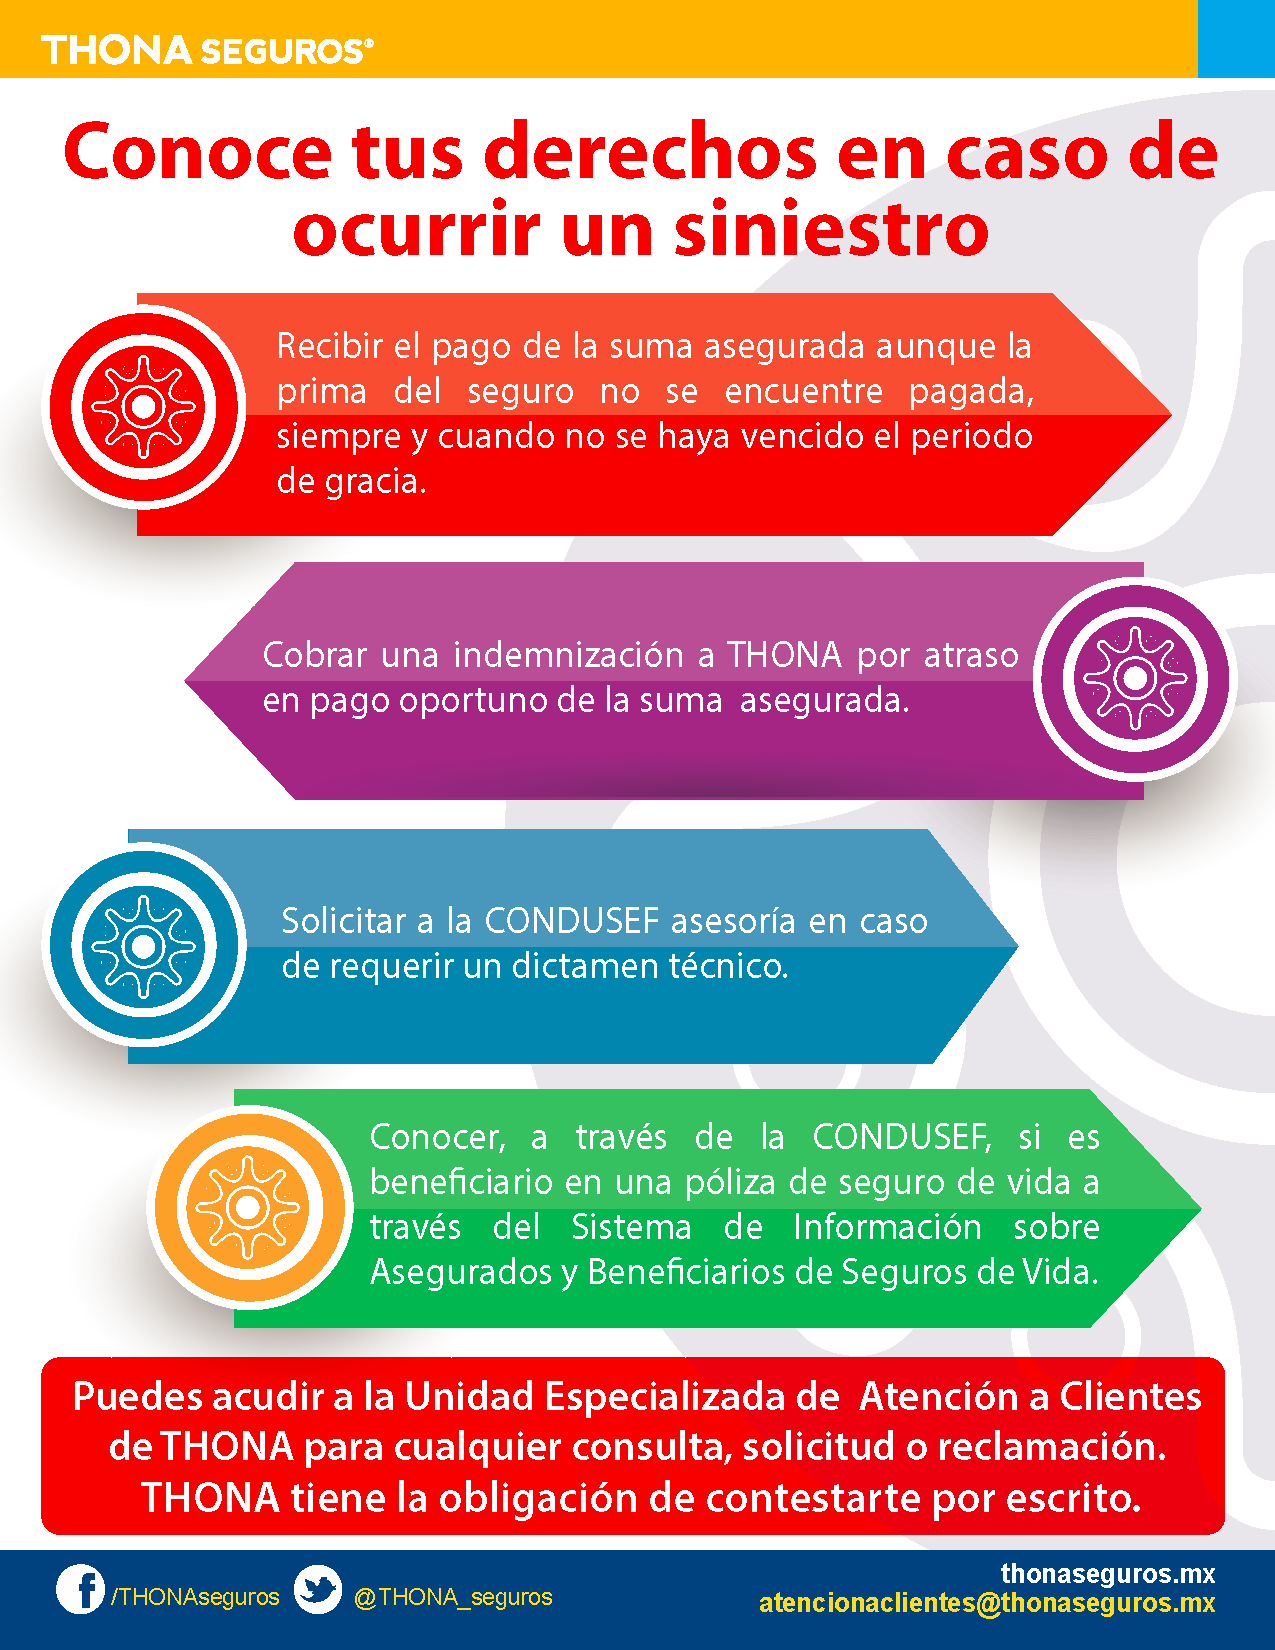 THONA SEGUROS®
Conoce tus derechos en caso de
ocurrir un siniestro
Recibir el pago de la suma asegurada aunque la
prima del seguro no se encuentre pagada,
siempre y cuando no se haya vencido el periodo
de gracia.
Cobrar una indemnización a THONA por atraso
en pago oportuno de la suma asegurada.
Solicitar a la CONDUSEF asesoría en caso
de requerir un dictamen técnico.
Conocer, a través de la CONDUSEF, si es
beneficiario en una póliza de seguro de vida a
través del Sistema de Información sobre
Asegurados y Beneficiarios de Seguros de Vida.
Puedes acudir a la Unidad Especializada de Atención a Clientes
de THONA para cualquier consulta, solicitud o reclamación.
THONA tiene la obligación de contestarte por escrito.
/THONAseguros
@THONA_seguros
thonaseguros.mx
atencionaclientes@thonaseguros.mx